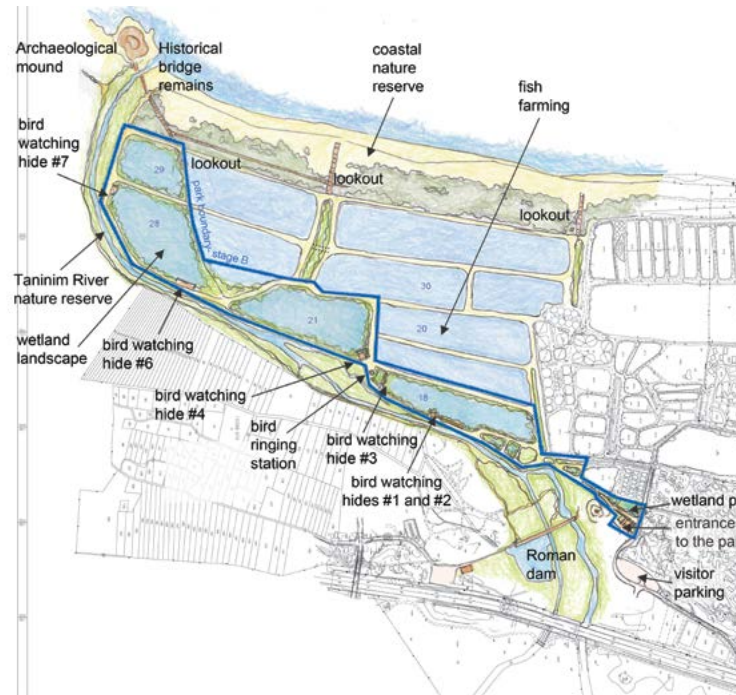 Archaeological
mound
Historical
bridge
remains
coastal
nature
reserve
fish
farming
bird
watching
hide #7
lookout
lookout
lookout
29
28
park boundary- stage B
Taninim River
nature reserve
wetland
landscape
bird watching
hide #6
30
20
21
18
bird watching
hide #4
bird
ringing
station
bird watching
hide #3
bird watching
hides #1 and #2
Roman
dam
wetland p
entrance
to the pa
visitor
parking